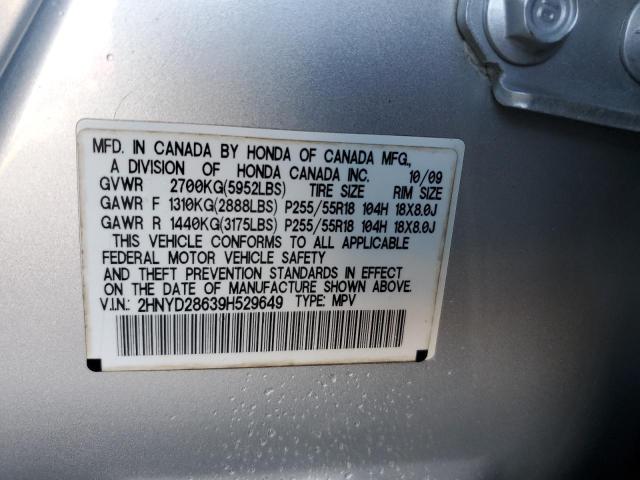 MFD. IN CANADA BY HONDA OF CANADA MFG.,
A DIVISION OF HONDA CANADA INC. 10/09
GVWR 2700KG(5952LBS) TIRE SIZE RIM SIZE
GAWR F 1310KG(2888LBS) P255/55R18 104H 18X8.0J
GAWR R 1440KG(3175LBS) P255/55R18 104H 18X8.0J
THIS VEHICLE CONFORMS TO ALL APPLICABLE
FEDERAL MOTOR VEHICLE SAFETY
AND THEFT PREVENTION STANDARDS IN EFFECT
ON THE DATE OF MANUFACTURE SHOWN ABOVE.
V.I.N.: 2HNYD28639H529649 TYPE: MPV